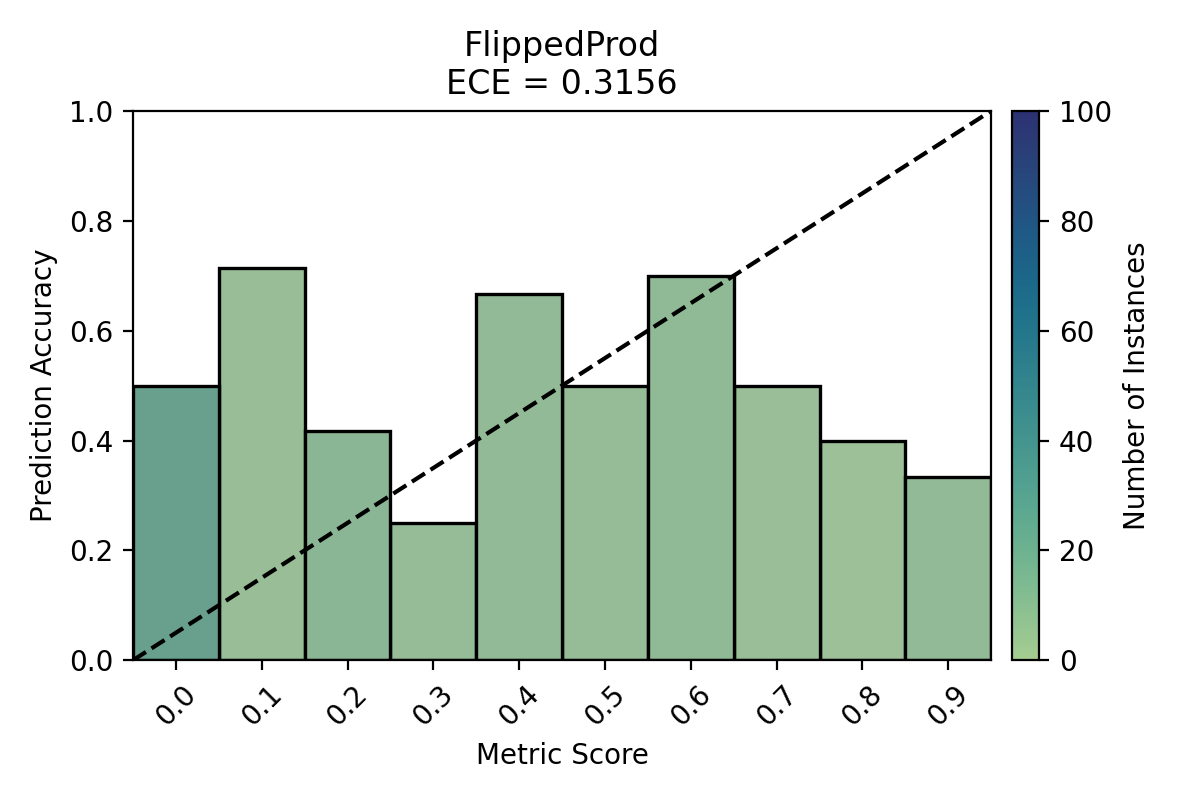 FlippedProd
ECE = 0.3156
1.0
0.8
0.6
0.4
0.2
0.0
Prediction Accuracy
0.0 0.1 0.2 0.3 0.4 0.5 0.6 0.7 0.8 0.9
Metric Score
100
80
60
40
20
0
Number of Instances